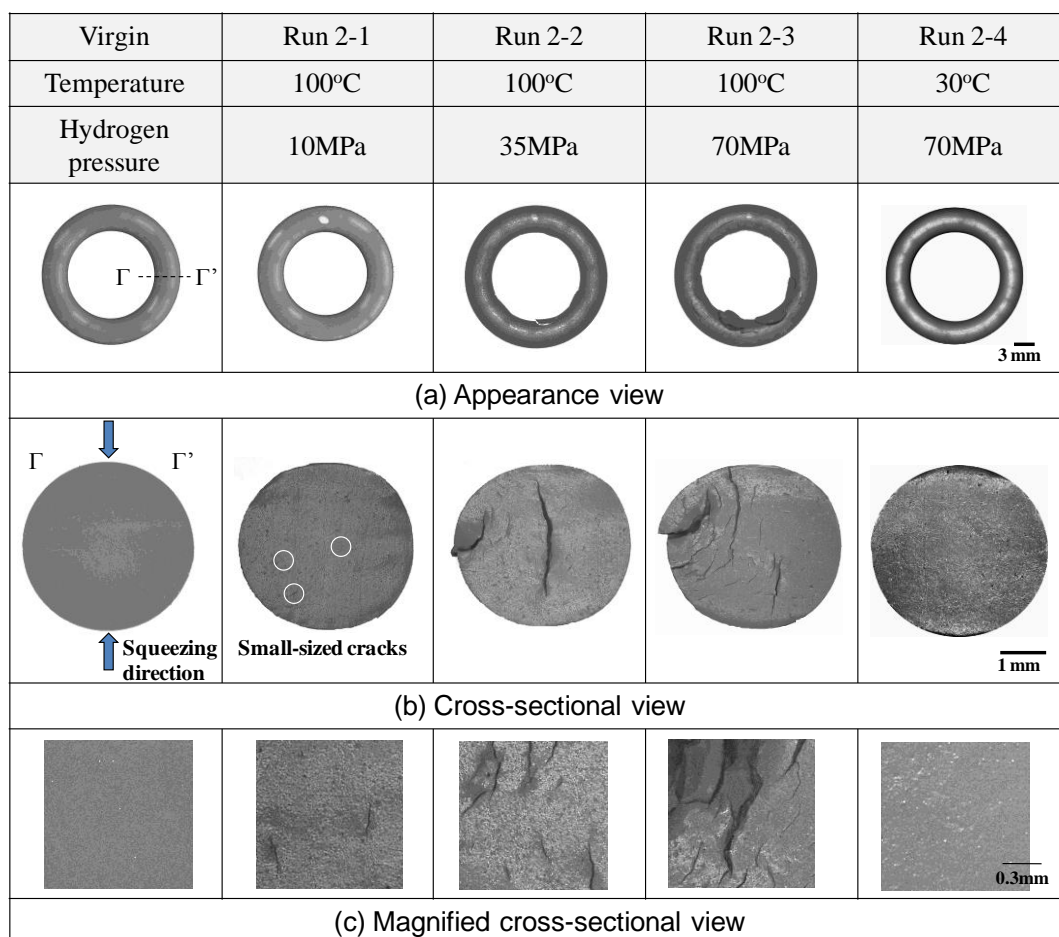 Virgin Run 2-1 Run 2-2 Run 2-3 Run 2-4
Temperature 100°C 100°C 100°C 30°C
Hydrogen
pressure 10MPa 35MPa 70MPa 70MPa
Γ Γ’
3 mm
(a) Appearance view
Γ Γ’
Squeezing
direction
Small-sized cracks
1 mm
(b) Cross-sectional view
0.3mm
(c) Magnified cross-sectional view